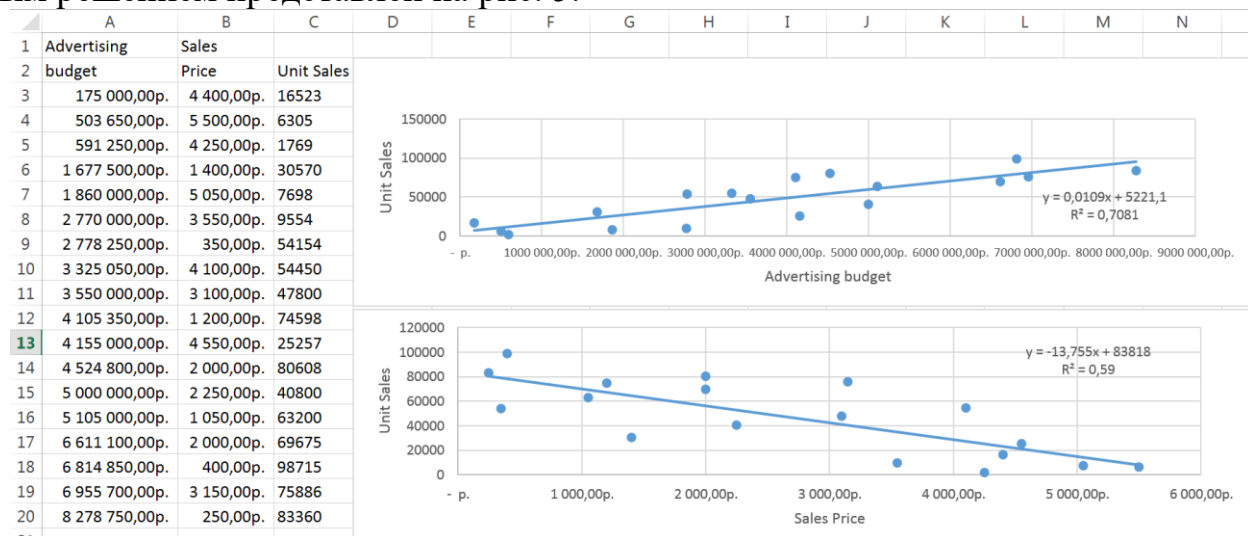 рис. 3.
A B C D E F G H I J K L M N
1 Advertising Sales
2 budget Price Unit Sales
3 175 000,00р. 4 400,00р. 16523
4 503 650,00р. 5 500,00р. 6305
5 591 250,00р. 4 250,00р. 1769
6 1 677 500,00р. 1 400,00р. 30570
7 1 860 000,00р. 5 050,00р. 7698
8 2 770 000,00р. 3 550,00р. 9554
9 2 778 250,00р. 350,00р. 54154
10 3 325 050,00р. 4 100,00р. 54450
11 3 550 000,00р. 3 100,00р. 47800
12 4 105 350,00р. 1 200,00р. 74598
13 4 155 000,00р. 4 550,00р. 25257
14 4 524 800,00р. 2 000,00р. 80608
15 5 000 000,00р. 2 250,00р. 40800
16 5 105 000,00р. 1 050,00р. 63200
17 6 611 100,00р. 2 000,00р. 69675
18 6 814 850,00р. 400,00р. 98715
19 6 955 700,00р. 3 150,00р. 75886
20 8 278 750,00р. 250,00р. 83360
Unit Sales
150000
100000
50000
0
y = 0,0109x + 5221,1
R² = 0,7081
- р. 1000 000,00р. 2000 000,00р. 3000 000,00р. 4000 000,00р. 5000 000,00р. 6000 000,00р. 7000 000,00р. 8000 000,00р. 9000 000,00р.
Advertising budget
Unit Sales
120000
100000
80000
60000
40000
20000
0
y = -13,755x + 83818
R² = 0,59
- р. 1 000,00р. 2 000,00р. 3 000,00р. 4 000,00р. 5 000,00р. 6 000,00р.
Sales Price